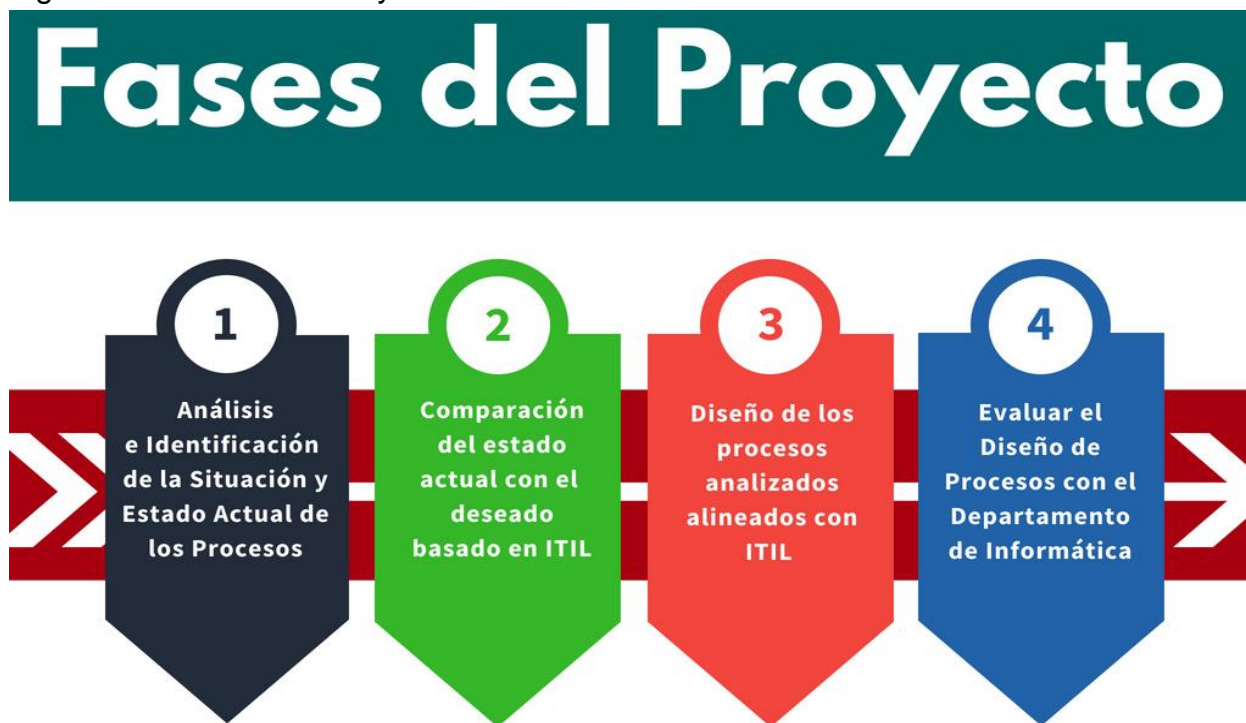 Fases del Proyecto
1
Análisis
e Identificación
de la Situación y
Estado Actual de
los Procesos
2
Comparación
del estado
actual con el
deseado
basado en ITIL
3
Diseño de los
procesos
analizados
alineados con
ITIL
4
Evaluar el
Diseño de
Procesos con el
Departamento
de Informática